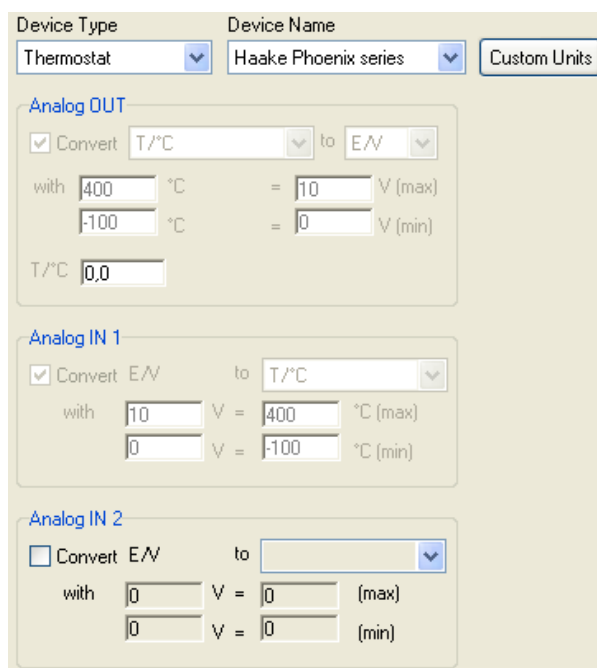 Device Type Device Name
Thermostat Haake Phoenix series Custom Units
Analog OUT
Convert T/°C to E/V
with 400 °C = 10 V (max)
-100 °C = 0 V (min)
T/°C 0,0
Analog IN 1
Convert E/V to T/°C
with 10 V = 400 °C (max)
0 V = -100 °C (min)
Analog IN 2
Convert E/V to
with 0 V = 0 (max)
0 V = 0 (min)